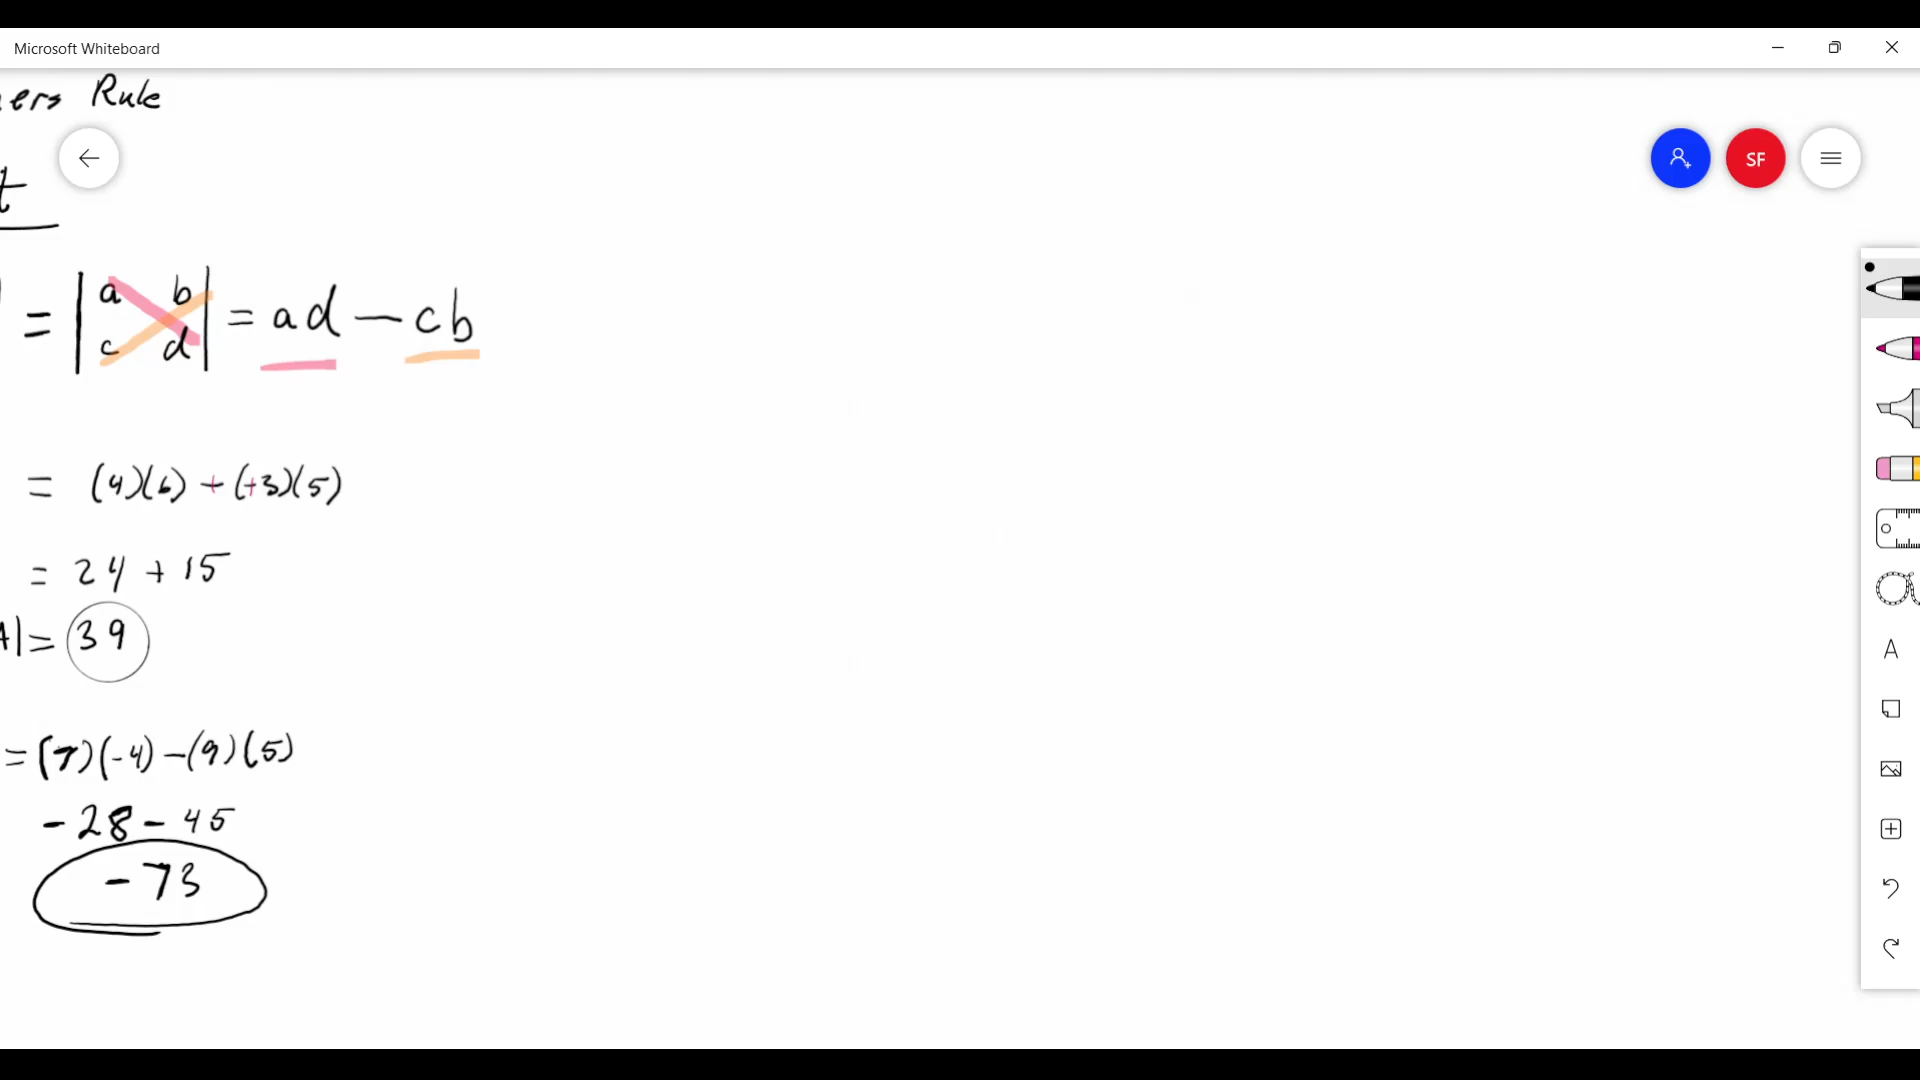 Microsoft Whiteboard
ers Rule
t
SF
= | a b | = ad - cb
c d
= (4)(6) + (+3)(5)
= 24 + 15
A| = 39
= (7)(-4) - (9)(5)
-28 - 45
-73
A